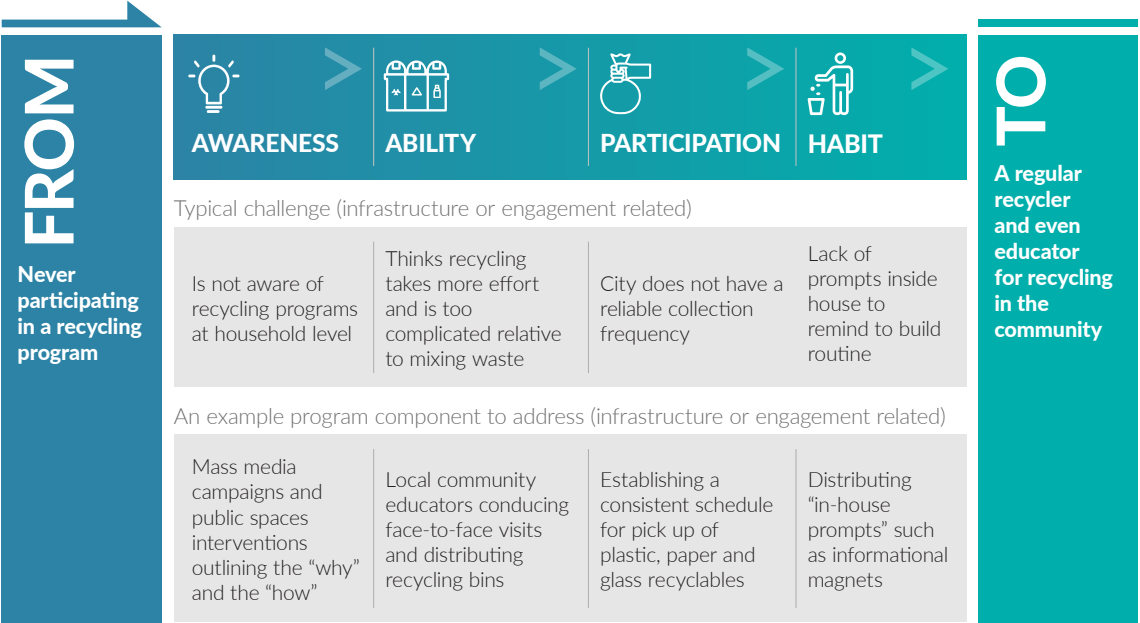 FROM
Never
participating
in a recycling
program
AWARENESS
ABILITY
PARTICIPATION
HABIT
Typical challenge (infrastructure or engagement related)
Is not aware of
recycling programs
at household level
Thinks recycling
takes more effort
and is too
complicated relative
to mixing waste
City does not have a
reliable collection
frequency
Lack of
prompts inside
house to
remind to build
routine
An example program component to address (infrastructure or engagement related)
Mass media
campaigns and
public spaces
interventions
outlining the “why”
and the “how”
Local community
educators conducing
face-to-face visits
and distributing
recycling bins
Establishing a
consistent schedule
for pick up of
plastic, paper and
glass recyclables
Distributing
“in-house
prompts” such
as informational
magnets
TO
A regular
recycler
and even
educator
for recycling
in the
community